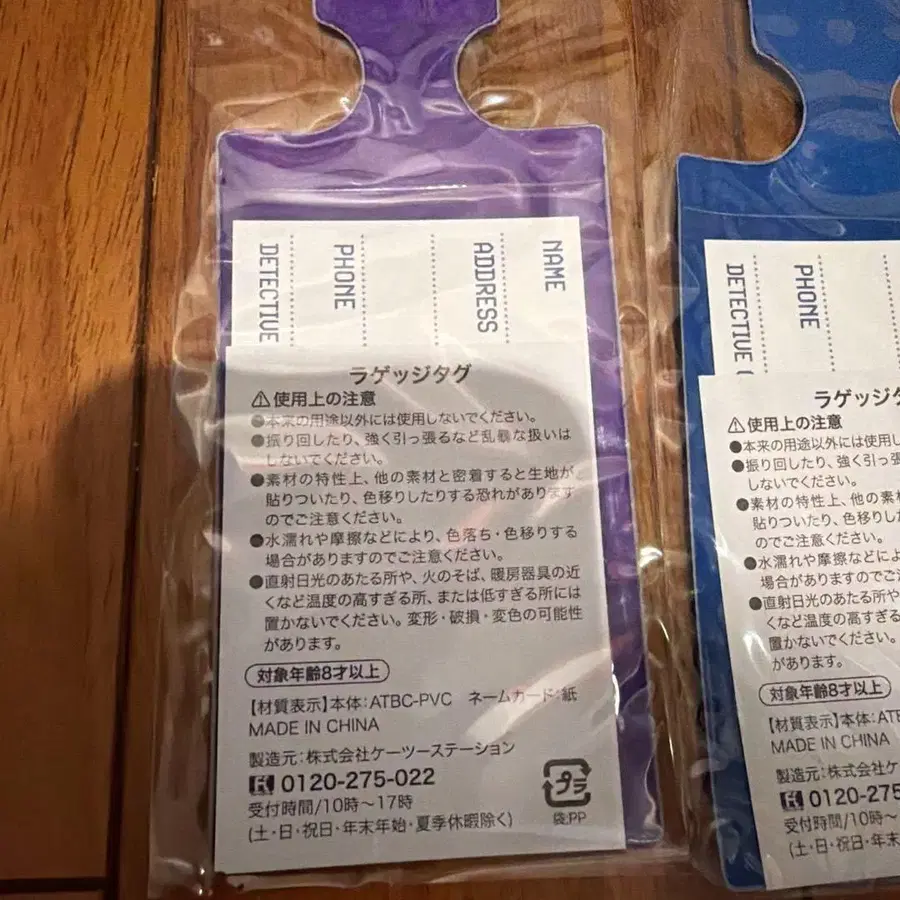 NAME
ADDRESS
PHONE
DETECTIVE
ラゲッジタグ
⚠使用上の注意
●本来の用途以外には使用しないでください。
●振り回したり、強く引っ張るなど乱暴な扱いは
しないでください。
●素材の特性上、他の素材と密着すると生地が
貼りついたり、色移りしたりする恐れがあります
のでご注意ください。
●水濡れや摩擦などにより、色落ち・色移りする
場合がありますのでご注意ください。
●直射日光のあたる所や、火のそば、暖房器具の近
くなど温度の高すぎる所、または低すぎる所には
置かないでください。変形・破損・変色の可能性
があります。
対象年齢8才以上
【材質表示】本体:ATBC-PVC ネームカード:紙
MADE IN CHINA
製造元:株式会社ケーツーステーション
0120-275-022
受付時間/10時〜17時
(土・日・祝日・年末年始・夏季休暇除く)
プラ
袋:PP
PHONE
DETECTIVE
ラゲッジタ
⚠使用上の注意
●本来の用途以外には使用し
●振り回したり、強く引っ張
しないでください。
●素材の特性上、他の素
貼りついたり、色移りし
のでご注意ください。
●水濡れや摩擦などによ
場合がありますのでご
●直射日光のあたる所や
くなど温度の高すぎる
置かないでください。
があります。
対象年齢8才以上
【材質表示】本体:AT
MADE IN CHINA
製造元:株式会社ケー
0120-275
受付時間/10時〜17時
(土・日・祝日・年末